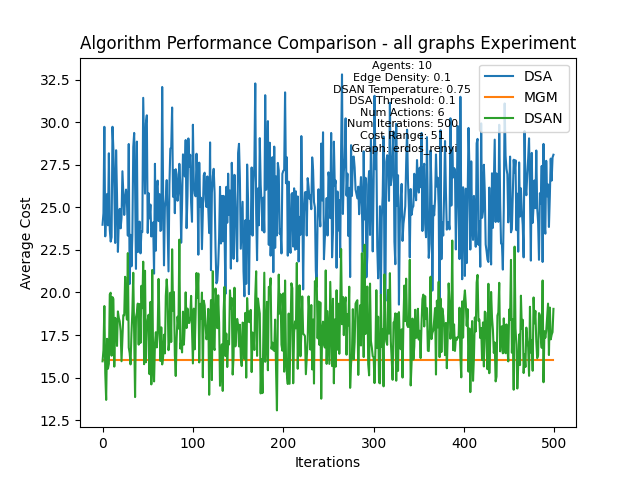 Algorithm Performance Comparison - all graphs Experiment
Agents: 10
Edge Density: 0.1
DSAN Temperature: 0.75
DSA Threshold: 0.1
Num Actions: 6
Num Iterations: 500
Cost Range: 51
Graph: erdos_renyi
DSA
MGM
DSAN
Average Cost
32.5
30.0
27.5
25.0
22.5
20.0
17.5
15.0
12.5
0
100
200
300
400
500
Iterations